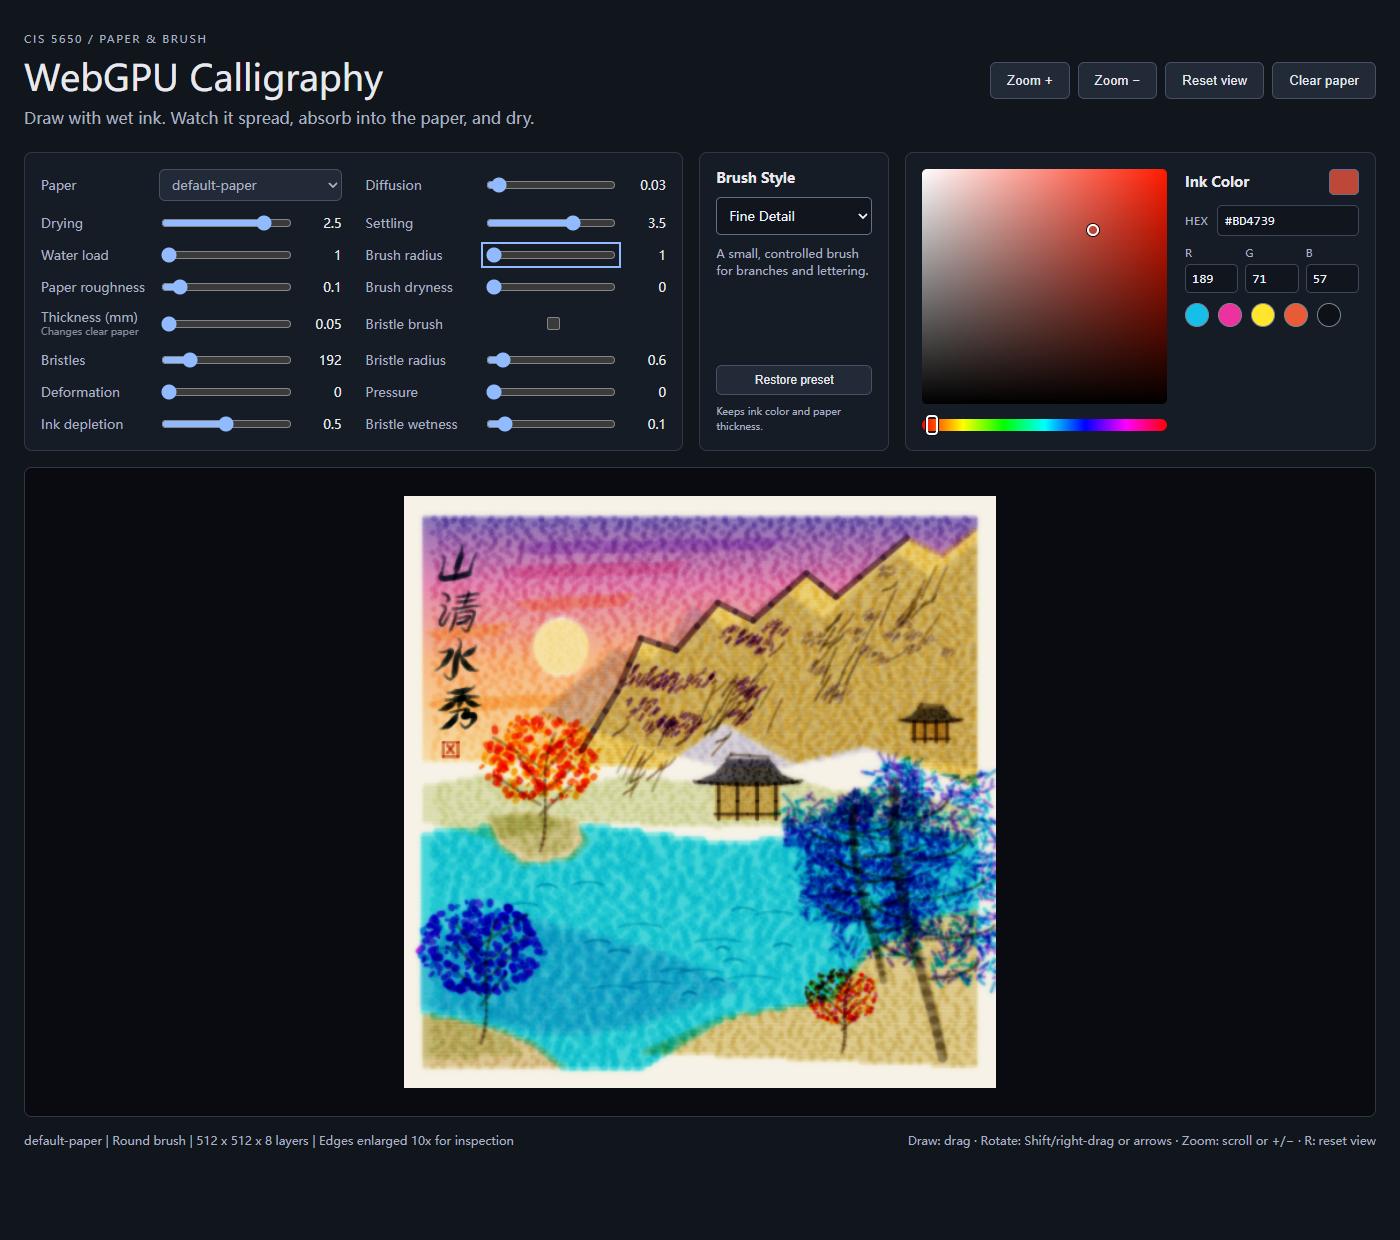 CIS 5650 / PAPER & BRUSH
WebGPU Calligraphy
Draw with wet ink. Watch it spread, absorb into the paper, and dry.
Zoom +
Zoom −
Reset view
Clear paper
Paper
default-paper
Diffusion
0.03
Drying
2.5
Settling
3.5
Water load
1
Brush radius
1
Paper roughness
0.1
Brush dryness
0
Thickness (mm)
Changes clear paper
0.05
Bristle brush
Bristles
192
Bristle radius
0.6
Deformation
0
Pressure
0
Ink depletion
0.5
Bristle wetness
0.1
Brush Style
Fine Detail
A small, controlled brush
for branches and lettering.
Restore preset
Keeps ink color and paper
thickness.
Ink Color
HEX
#BD4739
R
G
B
189
71
57
山清水秀
default-paper | Round brush | 512 x 512 x 8 layers | Edges enlarged 10x for inspection
Draw: drag · Rotate: Shift/right-drag or arrows · Zoom: scroll or +/− · R: reset view